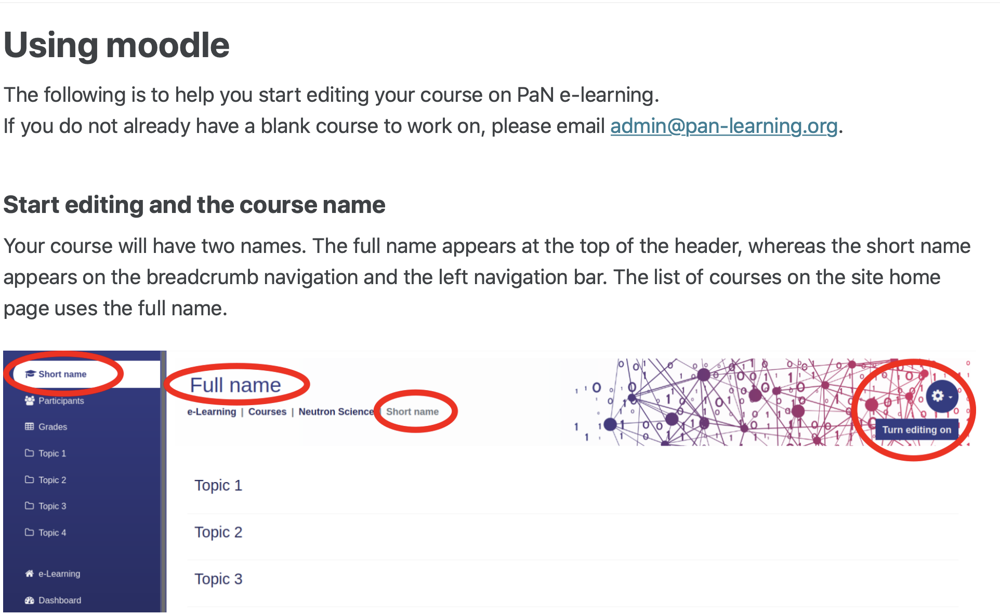 Using moodle
The following is to help you start editing your course on PaN e-learning.
If you do not already have a blank course to work on, please email admin@pan-learning.org.
Start editing and the course name
Your course will have two names. The full name appears at the top of the header, whereas the short name
appears on the breadcrumb navigation and the left navigation bar. The list of courses on the site home
page uses the full name.
Short name
Participants
Grades
Topic 1
Topic 2
Topic 3
Topic 4
e-Learning
Dashboard
Full name
e-Learning | Courses | Neutron Science | Short name
Turn editing on
Topic 1
Topic 2
Topic 3